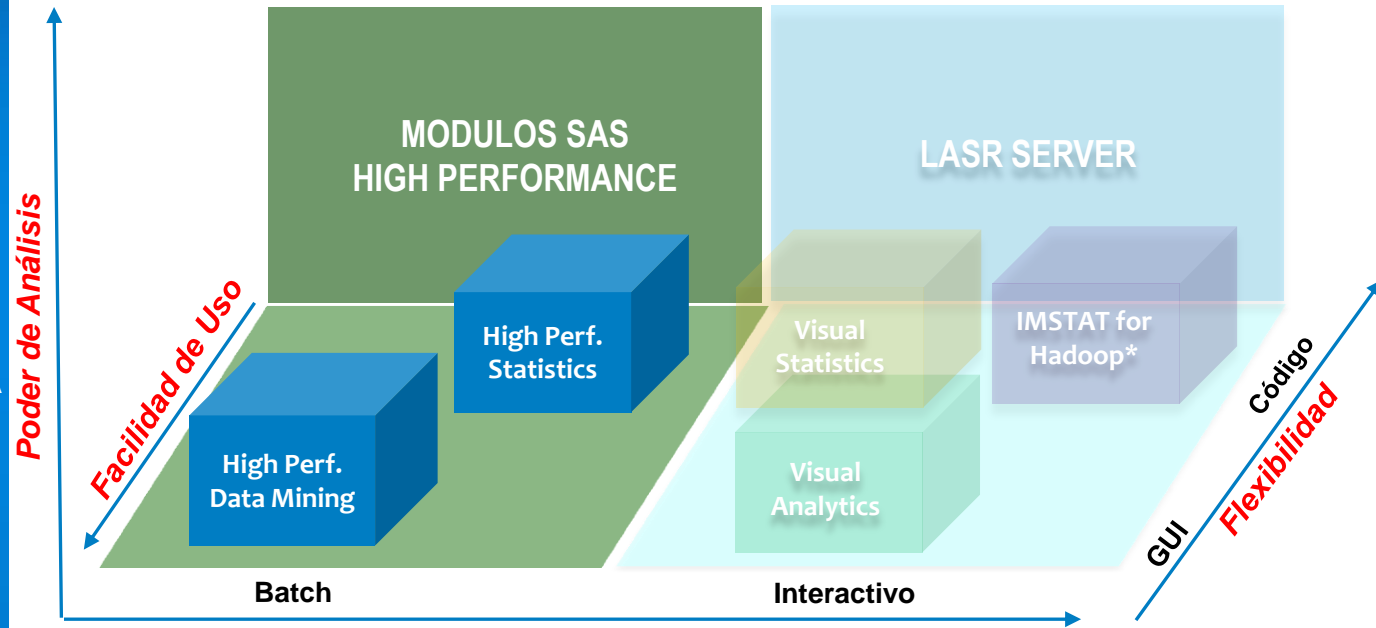 MODULOS SAS
HIGH PERFORMANCE
LASR SERVER
Poder de Análisis
Facilidad de Uso
High Perf.
Statistics
High Perf.
Data Mining
Visual
Statistics
IMSTAT for
Hadoop*
Visual
Analytics
Código
Flexibilidad
GUI
Batch
Interactivo